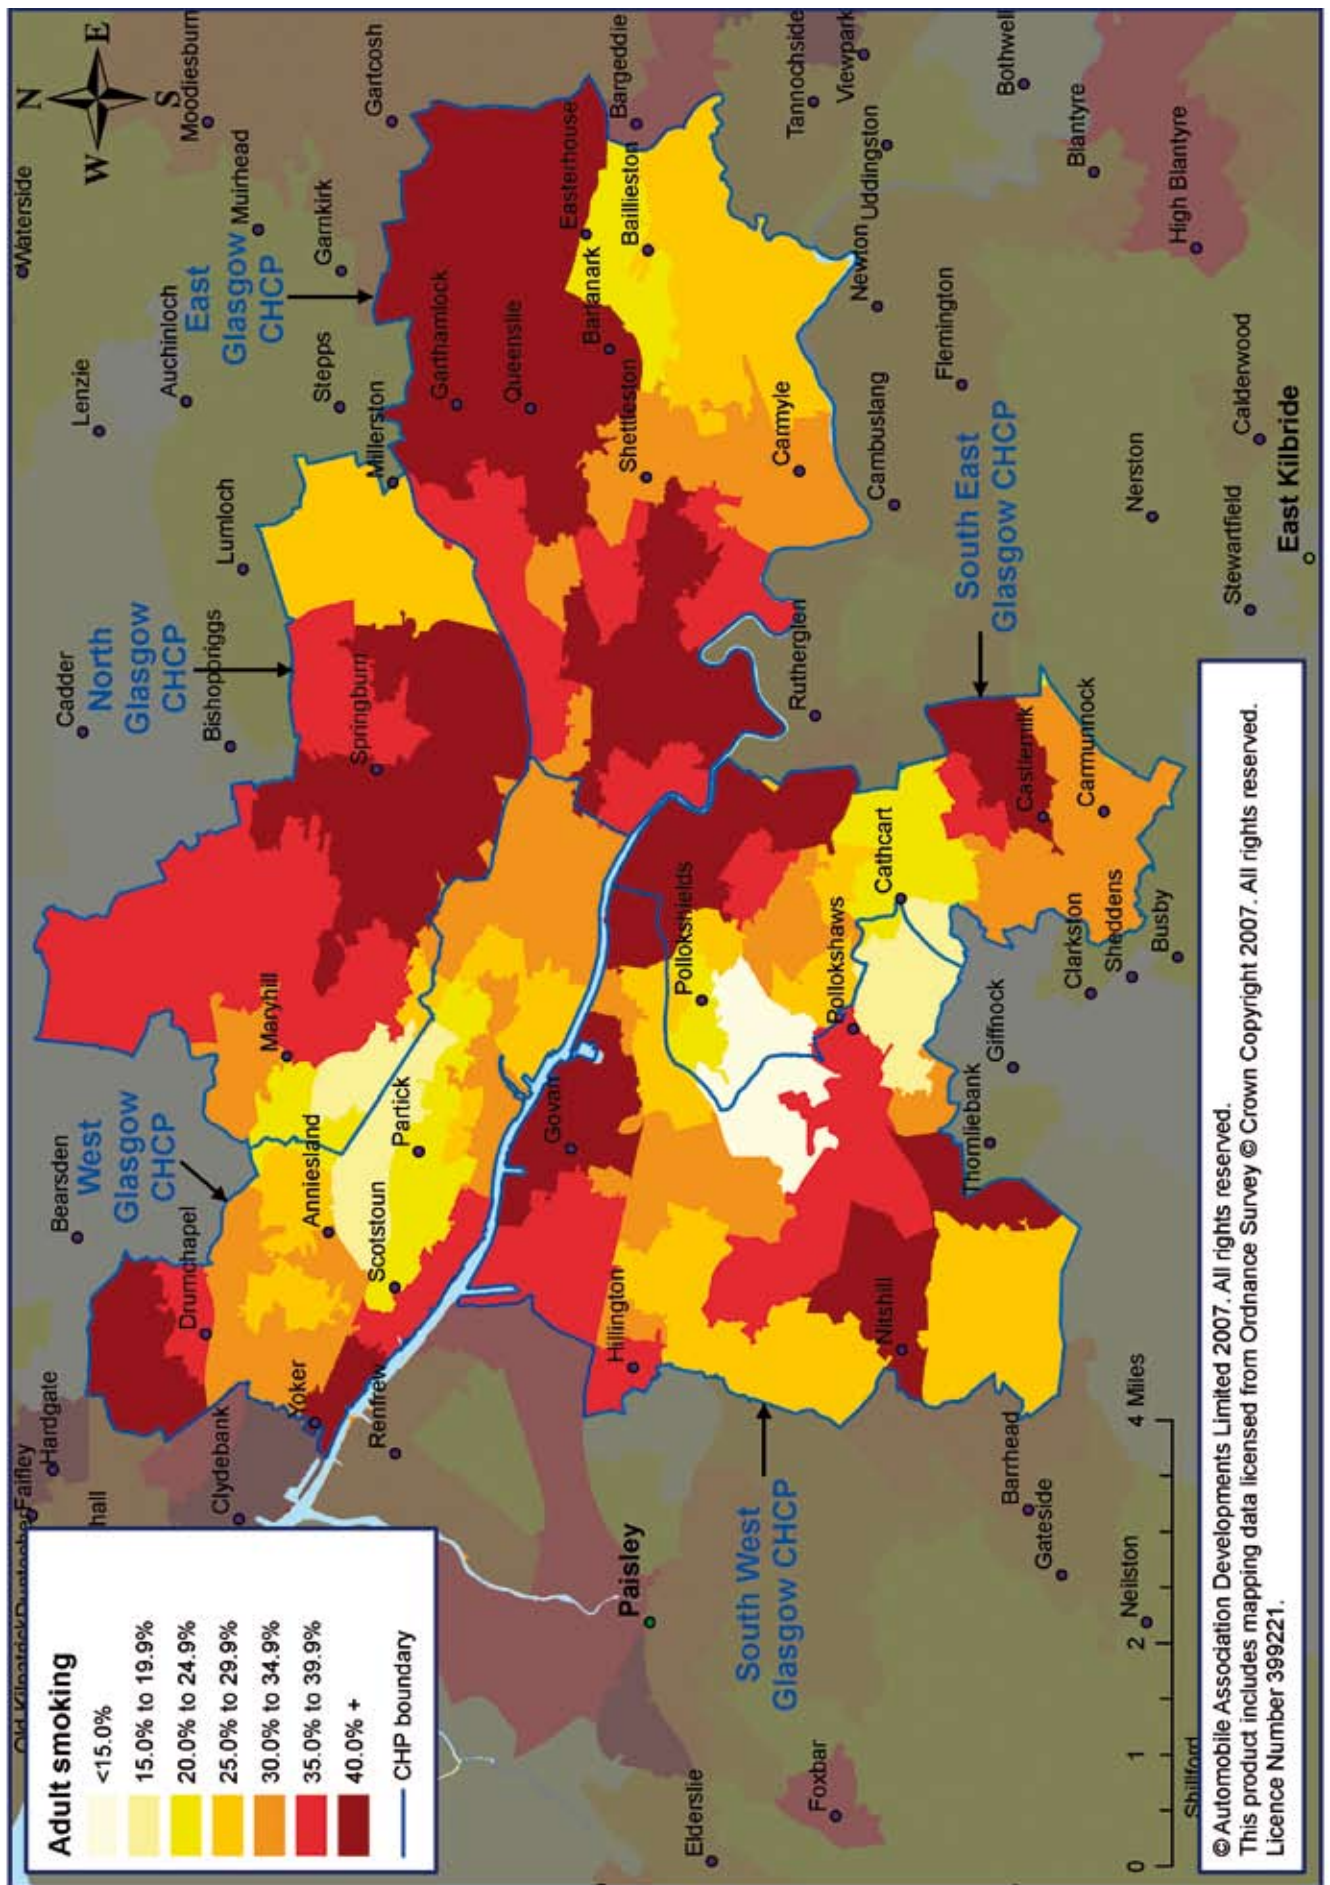 N
W
E
S
Waterside
Moodiesburn
Muirhead
Gartcosh
Garnkirk
East
Glasgow
CHCP
Auchinloch
Lenzie
Stepps
Millerston
Lumloch
Cadder
North
Glasgow
CHCP
Bishopbriggs
Springburn
Garthamlock
Queenslie
Easterhouse
Bargeddie
Barlanark
Baillieston
Shettleston
Carmyle
Tannochside
Viewpark
Uddingston
Newton
Bothwell
Blantyre
High Blantyre
Flemington
Cambuslang
Calderwood
Nerston
Stewartfield
East Kilbride
South East
Glasgow CHCP
Rutherglen
Castlemilk
Carmunnock
Cathcart
Clarkston
Sheddens
Busby
Pollokshields
Pollokshaws
Giffnock
Thornliebank
Maryhill
Bearsden
West
Glasgow
CHCP
Anniesland
Partick
Scotstoun
Drumchapel
Govan
Hillington
Nitshill
Yoker
Renfrew
Hardgate
Faifley
Clydebank
hall
Barrhead
Gateside
Neilston
Paisley
South West
Glasgow CHCP
Elderslie
Foxbar
Shillford
Adult smoking
<15.0%
15.0% to 19.9%
20.0% to 24.9%
25.0% to 29.9%
30.0% to 34.9%
35.0% to 39.9%
40.0% +
CHP boundary
0 1 2 4 Miles
© Automobile Association Developments Limited 2007. All rights reserved.
This product includes mapping data licensed from Ordnance Survey © Crown Copyright 2007. All rights reserved.
Licence Number 399221.